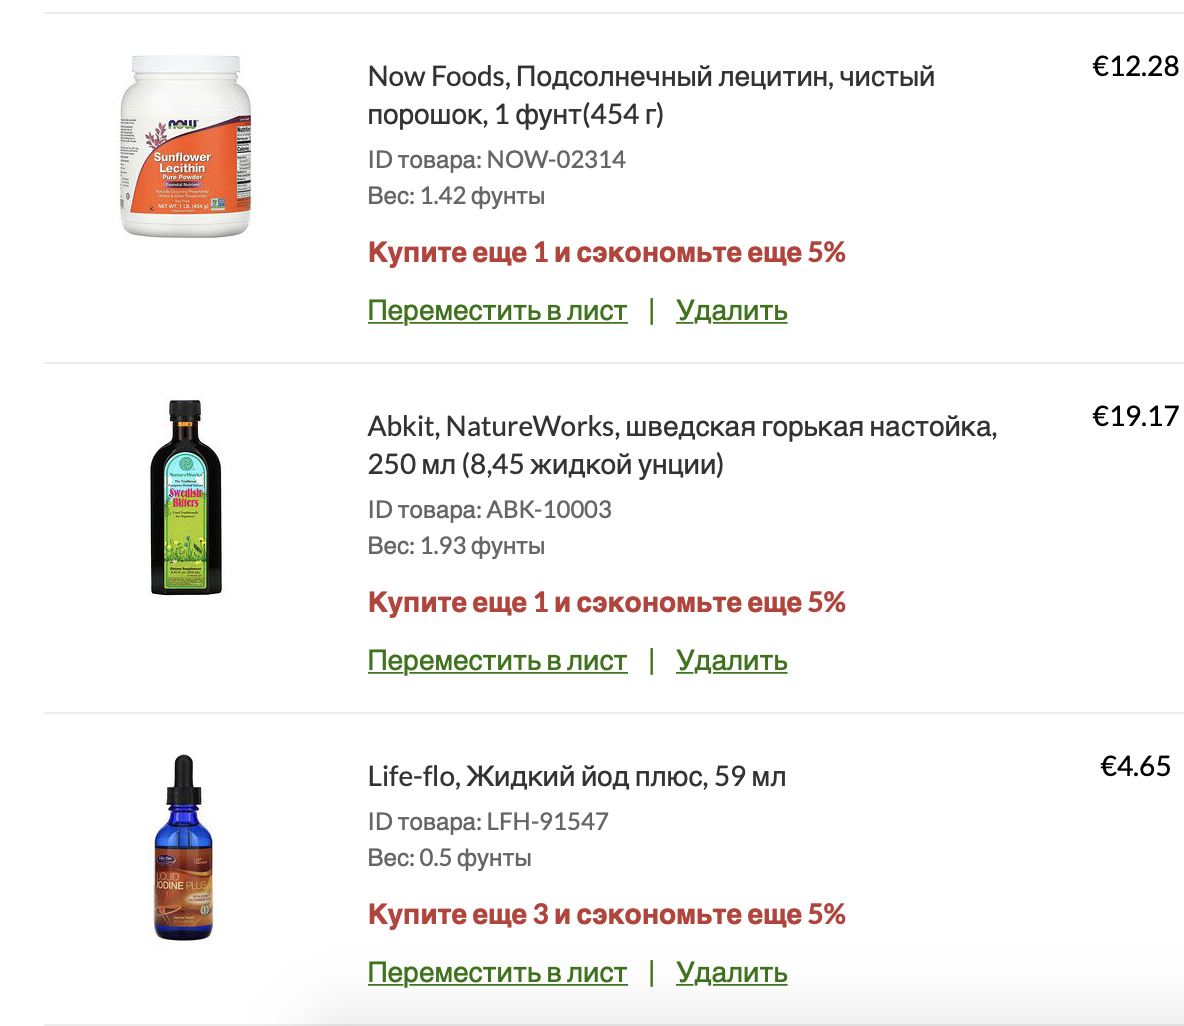 Now Foods, Подсолнечный лецитин, чистый
порошок, 1 фунт(454 г)
€12.28
ID товара: NOW-02314
Вес: 1.42 фунты
Купите еще 1 и сэкономьте еще 5%
Переместить в лист | Удалить
NOW
Sunflower
Lecithin
Pure Powder
Essential Nutrient
NET WT. 1 LB. (454 g)
Abkit, NatureWorks, шведская горькая настойка,
250 мл (8,45 жидкой унции)
€19.17
ID товара: ABK-10003
Вес: 1.93 фунты
Купите еще 1 и сэкономьте еще 5%
Переместить в лист | Удалить
NatureWorks
Swedish
Bitters
Life-flo, Жидкий йод плюс, 59 мл
€4.65
ID товара: LFH-91547
Вес: 0.5 фунты
Купите еще 3 и сэкономьте еще 5%
Переместить в лист | Удалить
LIQUID
IODINE PLUS